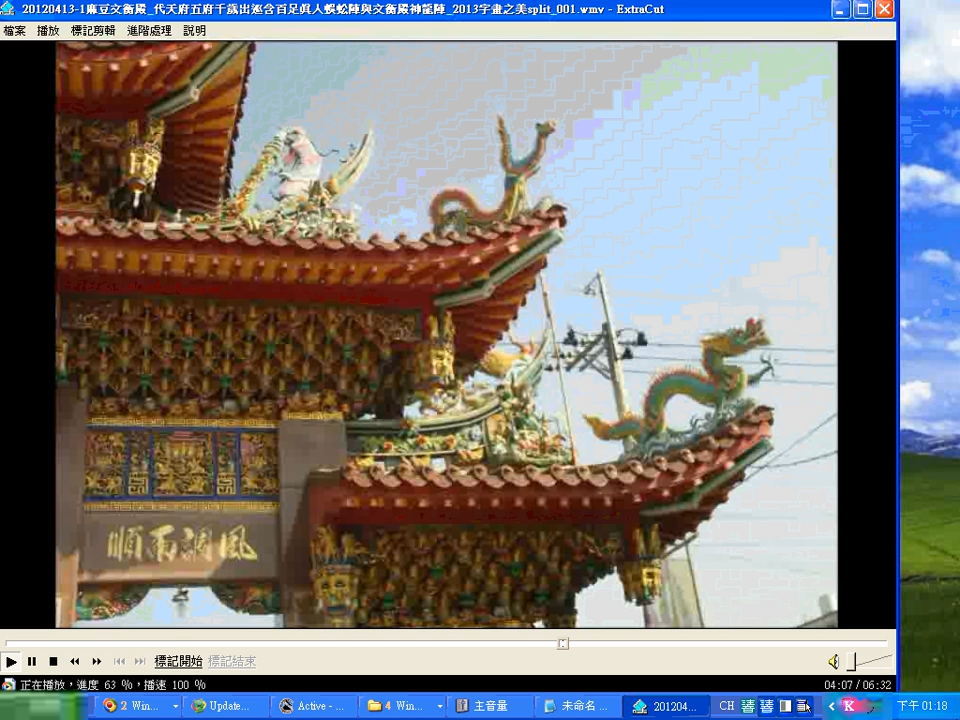 20120413-1麻豆文衡殿_代天府五府千歲出巡含百足真人蜈蚣陣與文衡殿神龍陣_2013字畫之美split_001.wmv - ExtraCut
檔案 播放 標記剪輯 進階處理 說明
順雨調風
標記開始 標記結束
正在播放，進度 63 %，播速 100 %
04:07 / 06:32
2 Win...
Update...
Active - ...
4 Win...
主音量
未命名 ...
201204...
CH
下午 01:18